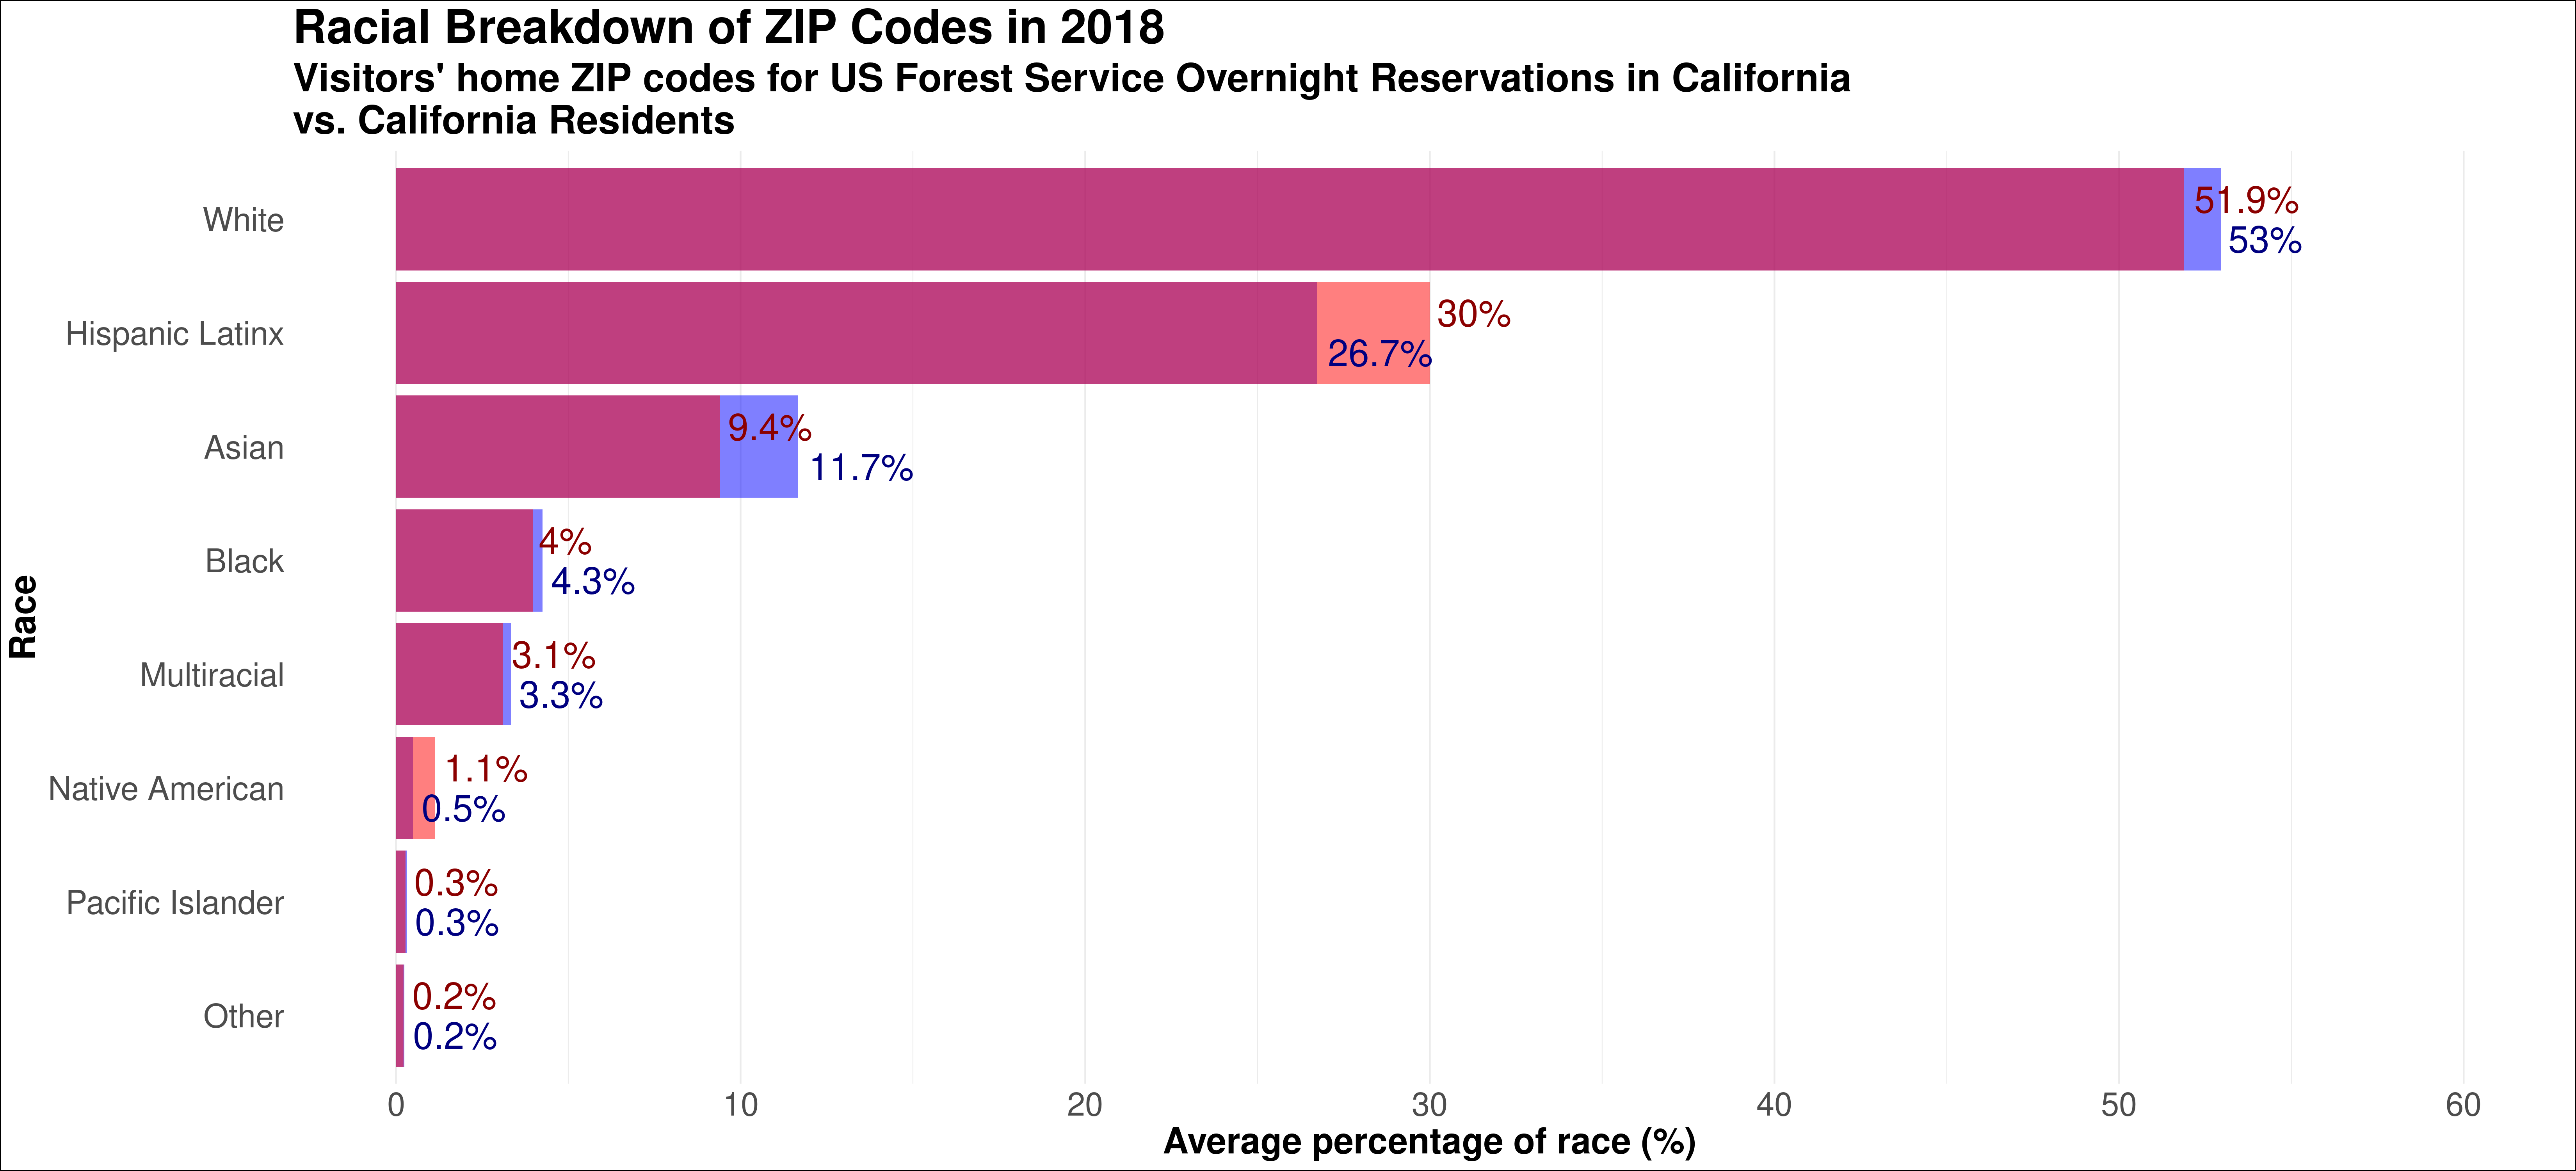 Racial Breakdown of ZIP Codes in 2018
Visitors' home ZIP codes for US Forest Service Overnight Reservations in California
vs. California Residents
Race
White
51.9%
53%
Hispanic Latinx
30%
26.7%
Asian
9.4%
11.7%
Black
4%
4.3%
Multiracial
3.1%
3.3%
Native American
1.1%
0.5%
Pacific Islander
0.3%
0.3%
Other
0.2%
0.2%
0 10 20 30 40 50 60
Average percentage of race (%)